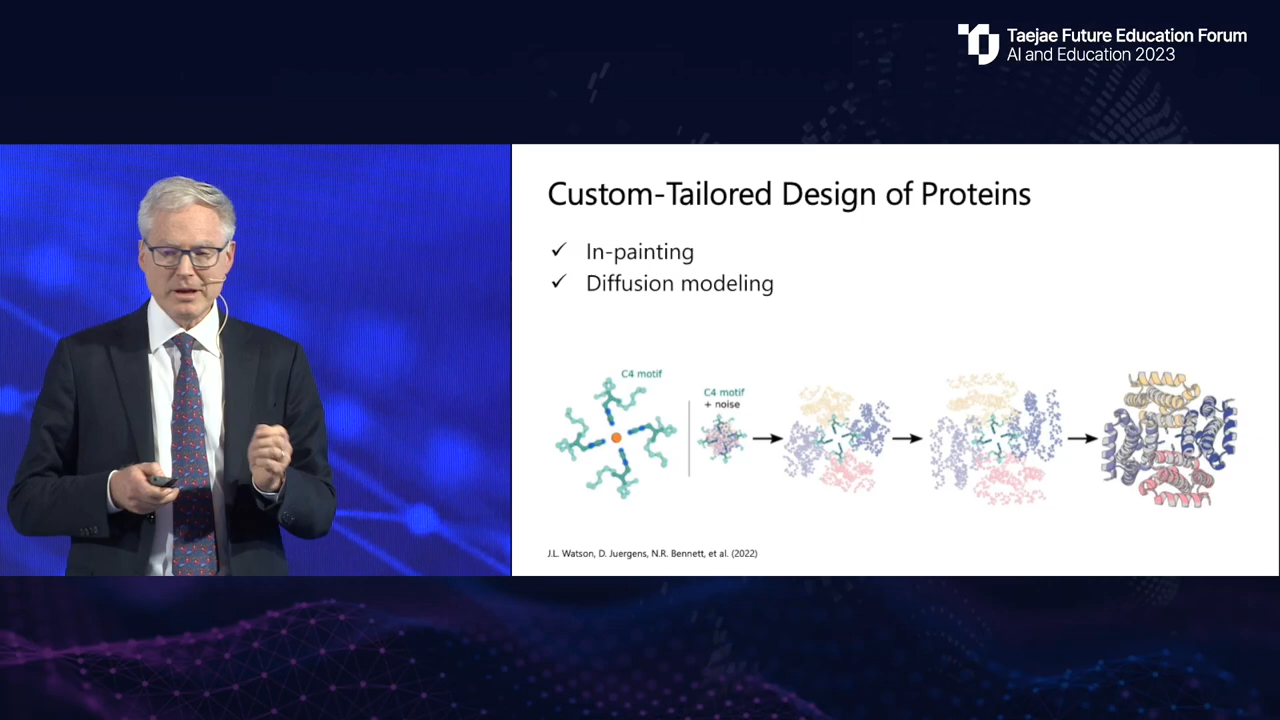 Taejae Future Education Forum
AI and Education 2023
Custom-Tailored Design of Proteins
✓ In-painting
✓ Diffusion modeling
C4 motif
C4 motif
+ noise
J.L. Watson, D. Juergens, N.R. Bennett, et al. (2022)